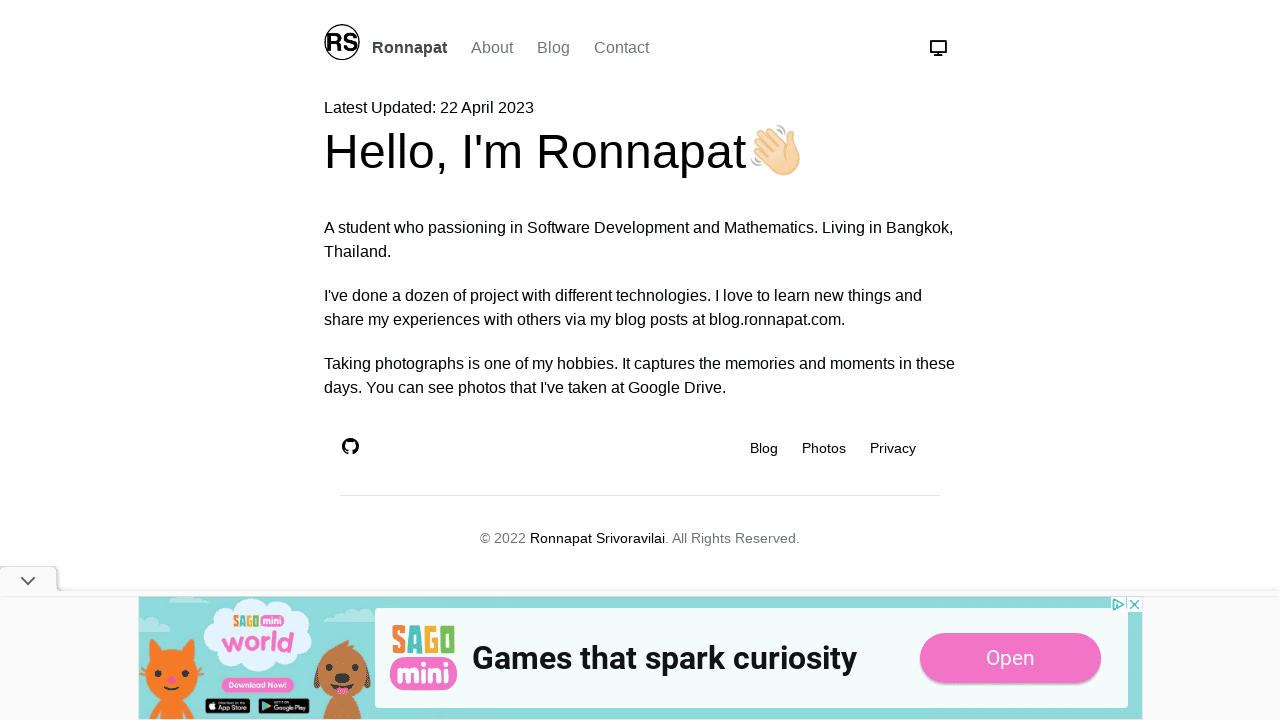 RS
Ronnapat About Blog Contact
Latest Updated: 22 April 2023
Hello, I'm Ronnapat👋🏻
A student who passioning in Software Development and Mathematics. Living in Bangkok,
Thailand.
I've done a dozen of project with different technologies. I love to learn new things and
share my experiences with others via my blog posts at blog.ronnapat.com.
Taking photographs is one of my hobbies. It captures the memories and moments in these
days. You can see photos that I've taken at Google Drive.
Blog Photos Privacy
© 2022 Ronnapat Srivoravilai. All Rights Reserved.
SAGO mini
world
Download Now!
App Store
Google Play
SAGO
mini
Games that spark curiosity
Open